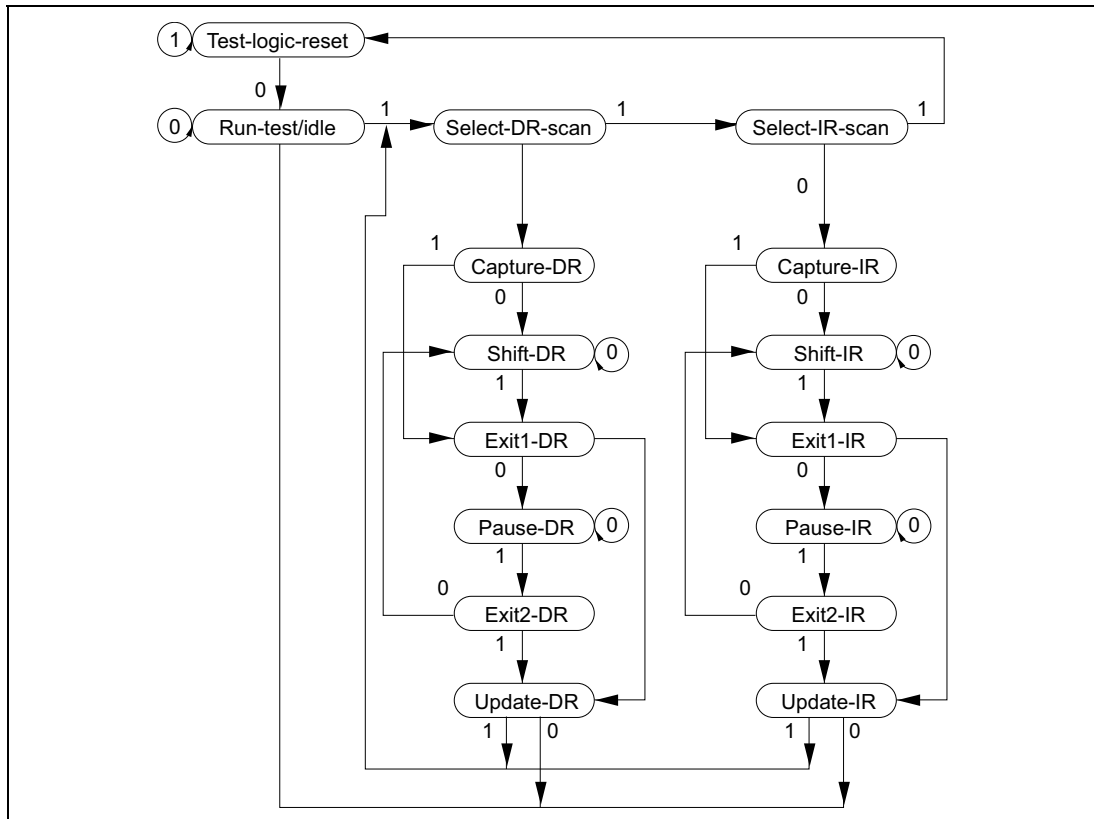 1 Test-logic-reset
0
0 Run-test/idle 1 Select-DR-scan 1 Select-IR-scan 1
0
1 Capture-DR 1 Capture-IR
0 0
Shift-DR 0 Shift-IR 0
1 1
Exit1-DR Exit1-IR
0 0
Pause-DR 0 Pause-IR 0
1 1
0 0
Exit2-DR Exit2-IR
1 1
Update-DR Update-IR
1 0 1 0